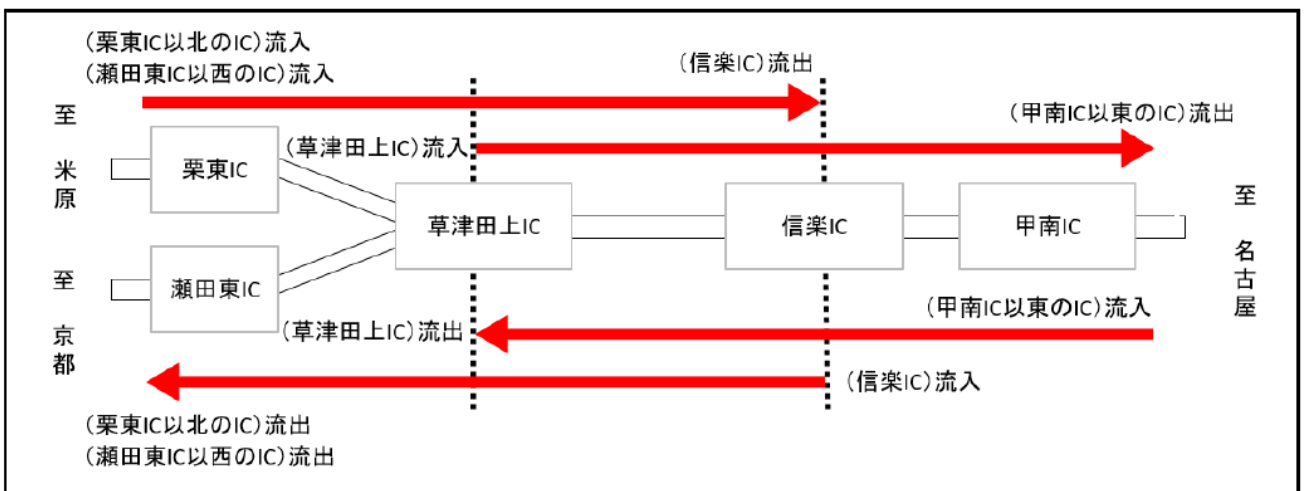 (栗東IC以北のIC)流入
(瀬田東IC以西のIC)流入
(信楽IC)流出
(甲南IC以東のIC)流出
至 米原
栗東IC
(草津田上IC)流入
草津田上IC
信楽IC
甲南IC
至 名古屋
至 京都
瀬田東IC
(甲南IC以東のIC)流入
(草津田上IC)流出
(信楽IC)流入
(栗東IC以北のIC)流出
(瀬田東IC以西のIC)流出